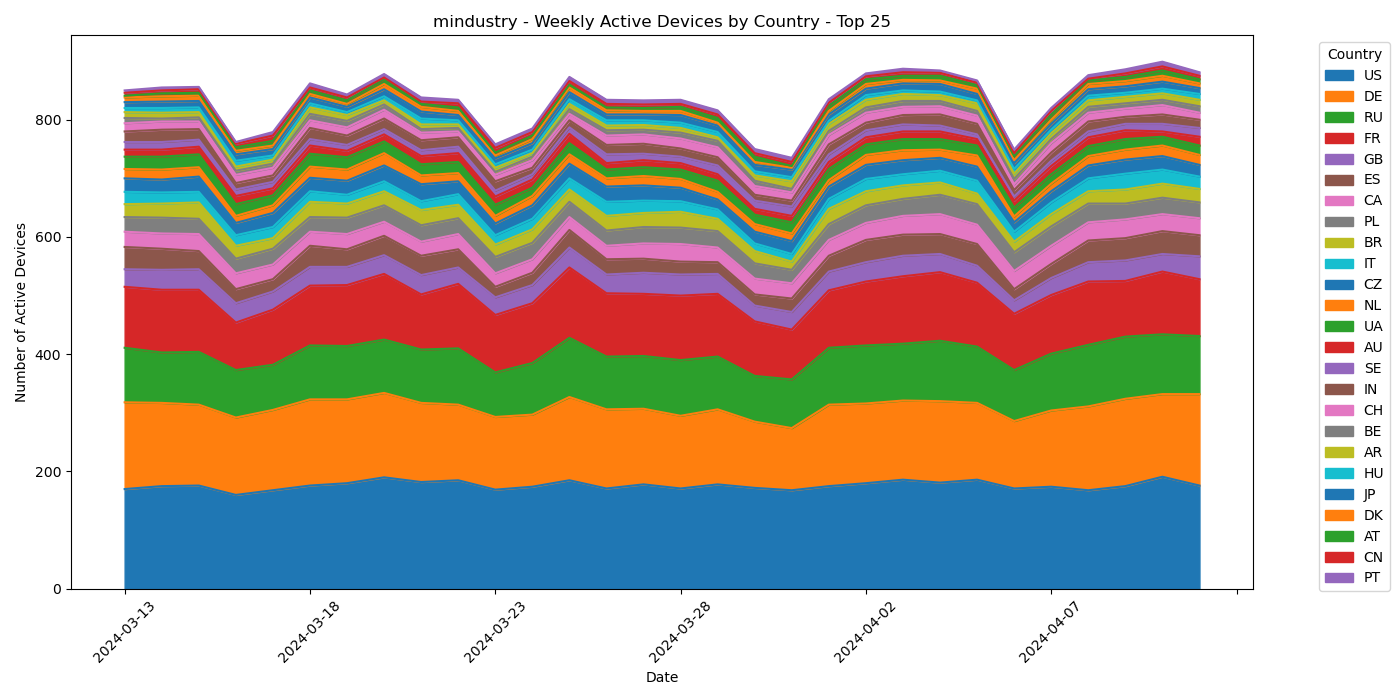 mindustry - Weekly Active Devices by Country - Top 25
Number of Active Devices
800
600
400
200
0
2024-03-13
2024-03-18
2024-03-23
2024-03-28
2024-04-02
2024-04-07
Date
Country
US
DE
RU
FR
GB
ES
CA
PL
BR
IT
CZ
NL
UA
AU
SE
IN
CH
BE
AR
HU
JP
DK
AT
CN
PT